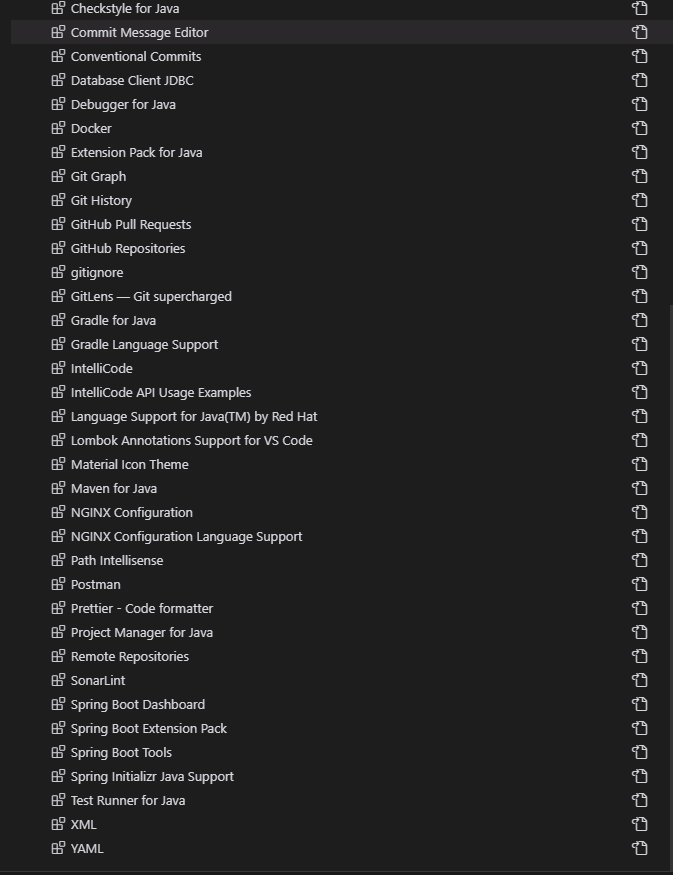 Checkstyle for Java
Commit Message Editor
Conventional Commits
Database Client JDBC
Debugger for Java
Docker
Extension Pack for Java
Git Graph
Git History
GitHub Pull Requests
GitHub Repositories
gitignore
GitLens — Git supercharged
Gradle for Java
Gradle Language Support
IntelliCode
IntelliCode API Usage Examples
Language Support for Java(TM) by Red Hat
Lombok Annotations Support for VS Code
Material Icon Theme
Maven for Java
NGINX Configuration
NGINX Configuration Language Support
Path Intellisense
Postman
Prettier - Code formatter
Project Manager for Java
Remote Repositories
SonarLint
Spring Boot Dashboard
Spring Boot Extension Pack
Spring Boot Tools
Spring Initializr Java Support
Test Runner for Java
XML
YAML